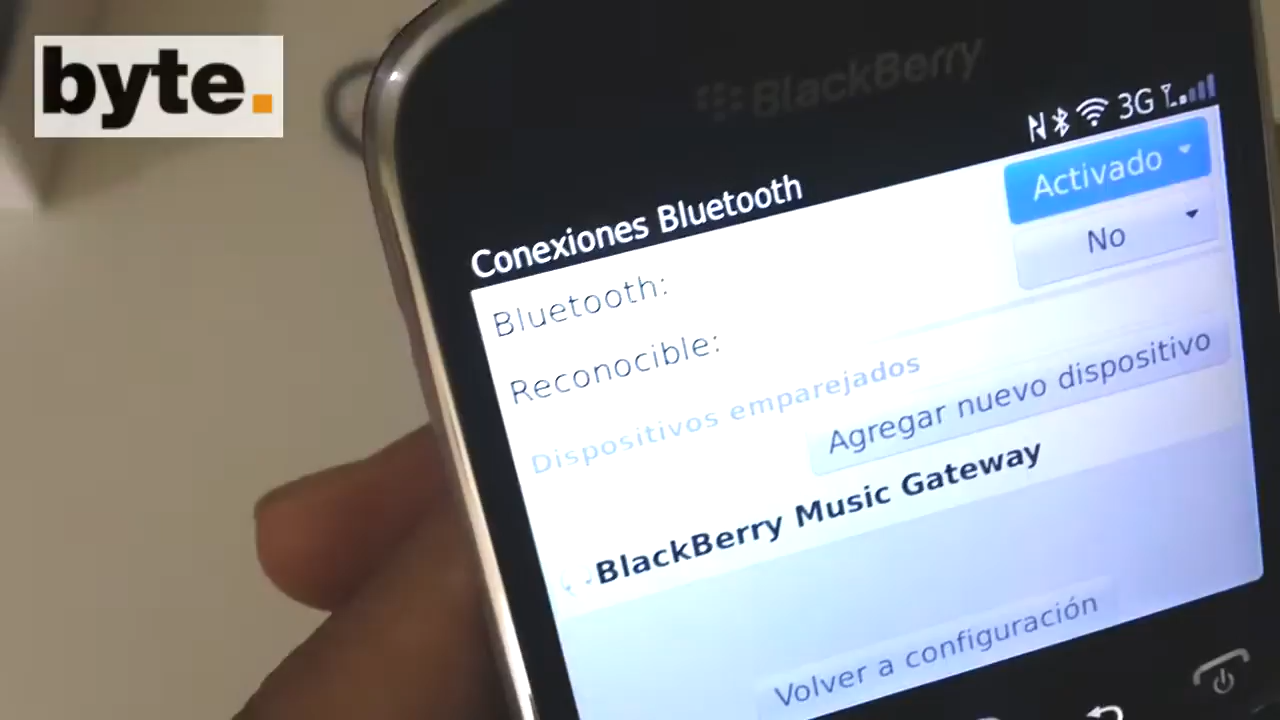 byte.
BlackBerry
3G
Conexiones Bluetooth
Bluetooth:
Activado
Reconocible:
No
Dispositivos emparejados
Agregar nuevo dispositivo
BlackBerry Music Gateway
Volver a configuración